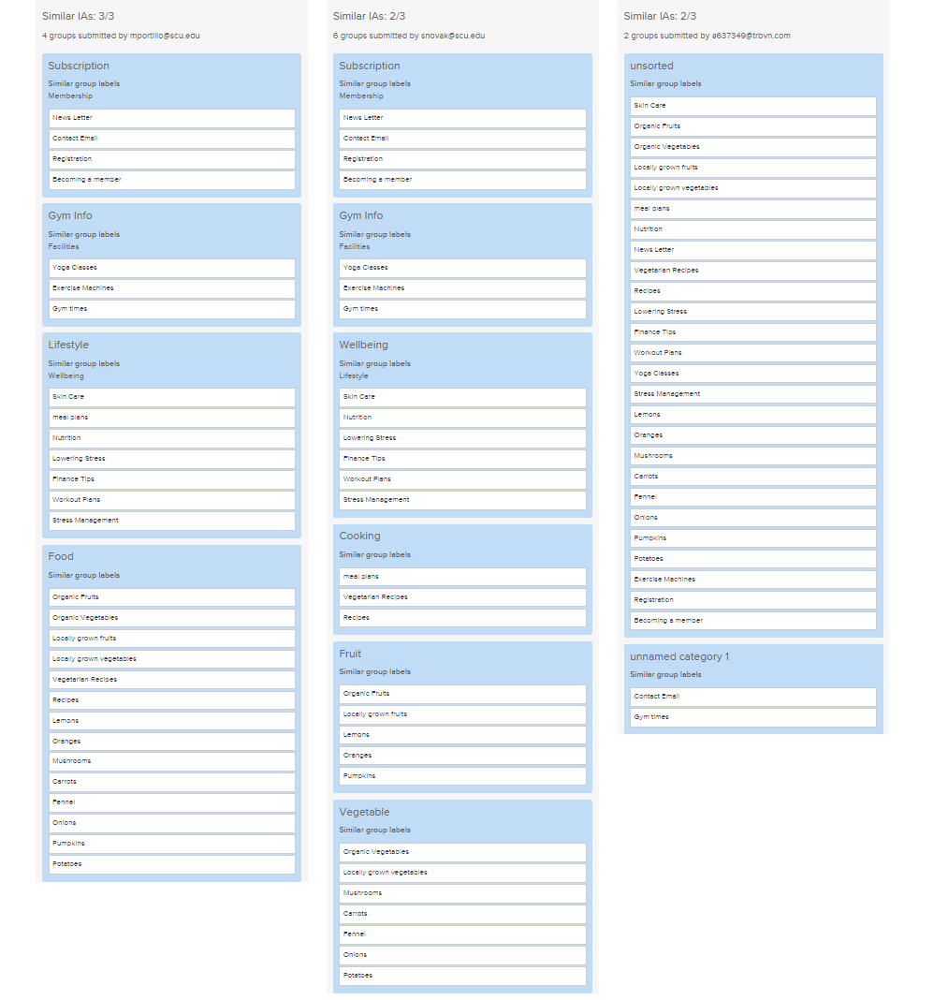 Similar IAs: 3/3
4 groups submitted by mportillo@scu.edu
Subscription
Similar group labels
Membership
News Letter
Contact Email
Registration
Becoming a member
Gym Info
Similar group labels
Facilities
Yoga Classes
Exercise Machines
Gym times
Lifestyle
Similar group labels
Wellbeing
Skin Care
meal plans
Nutrition
Lowering Stress
Finance Tips
Workout Plans
Stress Management
Food
Similar group labels
Organic Fruits
Organic Vegetables
Locally grown fruits
Locally grown vegetables
Vegetarian Recipes
Recipes
Lemons
Oranges
Mushrooms
Carrots
Fennel
Onions
Pumpkins
Potatoes
Similar IAs: 2/3
6 groups submitted by snovak@scu.edu
Subscription
Similar group labels
Membership
News Letter
Contact Email
Registration
Becoming a member
Gym Info
Similar group labels
Facilities
Yoga Classes
Exercise Machines
Gym times
Wellbeing
Similar group labels
Lifestyle
Skin Care
Nutrition
Lowering Stress
Finance Tips
Workout Plans
Stress Management
Cooking
Similar group labels
meal plans
Vegetarian Recipes
Recipes
Fruit
Similar group labels
Organic Fruits
Locally grown fruits
Lemons
Oranges
Pumpkins
Vegetable
Similar group labels
Organic Vegetables
Locally grown vegetables
Mushrooms
Carrots
Fennel
Onions
Potatoes
Similar IAs: 2/3
2 groups submitted by a637349@trbvn.com
unsorted
Similar group labels
Skin Care
Organic Fruits
Organic Vegetables
Locally grown fruits
Locally grown vegetables
meal plans
Nutrition
News Letter
Vegetarian Recipes
Recipes
Lowering Stress
Finance Tips
Workout Plans
Yoga Classes
Stress Management
Lemons
Oranges
Mushrooms
Carrots
Fennel
Onions
Pumpkins
Potatoes
Exercise Machines
Registration
Becoming a member
unnamed category 1
Similar group labels
Contact Email
Gym times